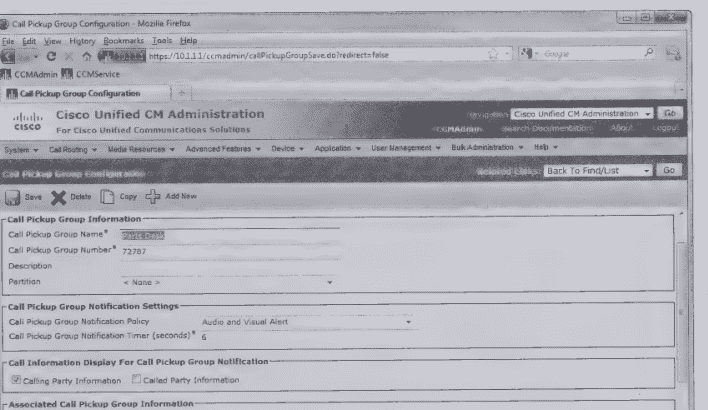 Call Pickup Group Configuration - Mozilla Firefox
File Edit View History Bookmarks Tools Help
https://10.1.1.1/ccmadmin/callPickupGroupSave.do?redirect=false
Google
CCMAdmin CCMService
Call Pickup Group Configuration
cisco
Cisco Unified CM Administration
For Cisco Unified Communications Solutions
Navigation Cisco Unified CM Administration Go
CCMAdmin Search Documentation About Logout
System Call Routing Media Resources Advanced Features Device Application User Management Bulk Administration Help
Call Pickup Group Configuration
Related Links: Back To Find/List Go
Save Delete Copy Add New
Call Pickup Group Information
Call Pickup Group Name* Parts Desk
Call Pickup Group Number* 72787
Description
Partition < None >
Call Pickup Group Notification Settings
Call Pickup Group Notification Policy Audio and Visual Alert
Call Pickup Group Notification Timer (seconds)* 6
Call Information Display For Call Pickup Group Notification
Calling Party Information Called Party Information
Associated Call Pickup Group Information